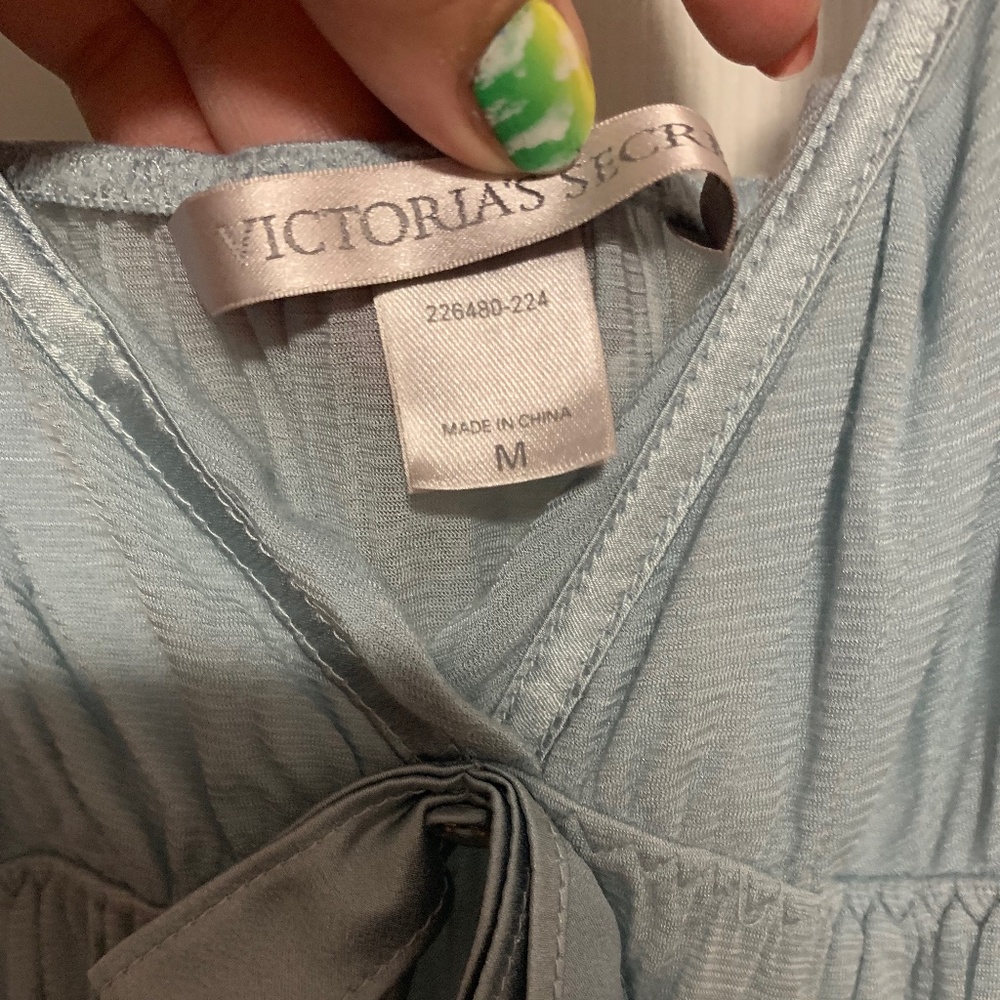 VICTORIA'S SECR
226480-224
MADE IN CHINA
M